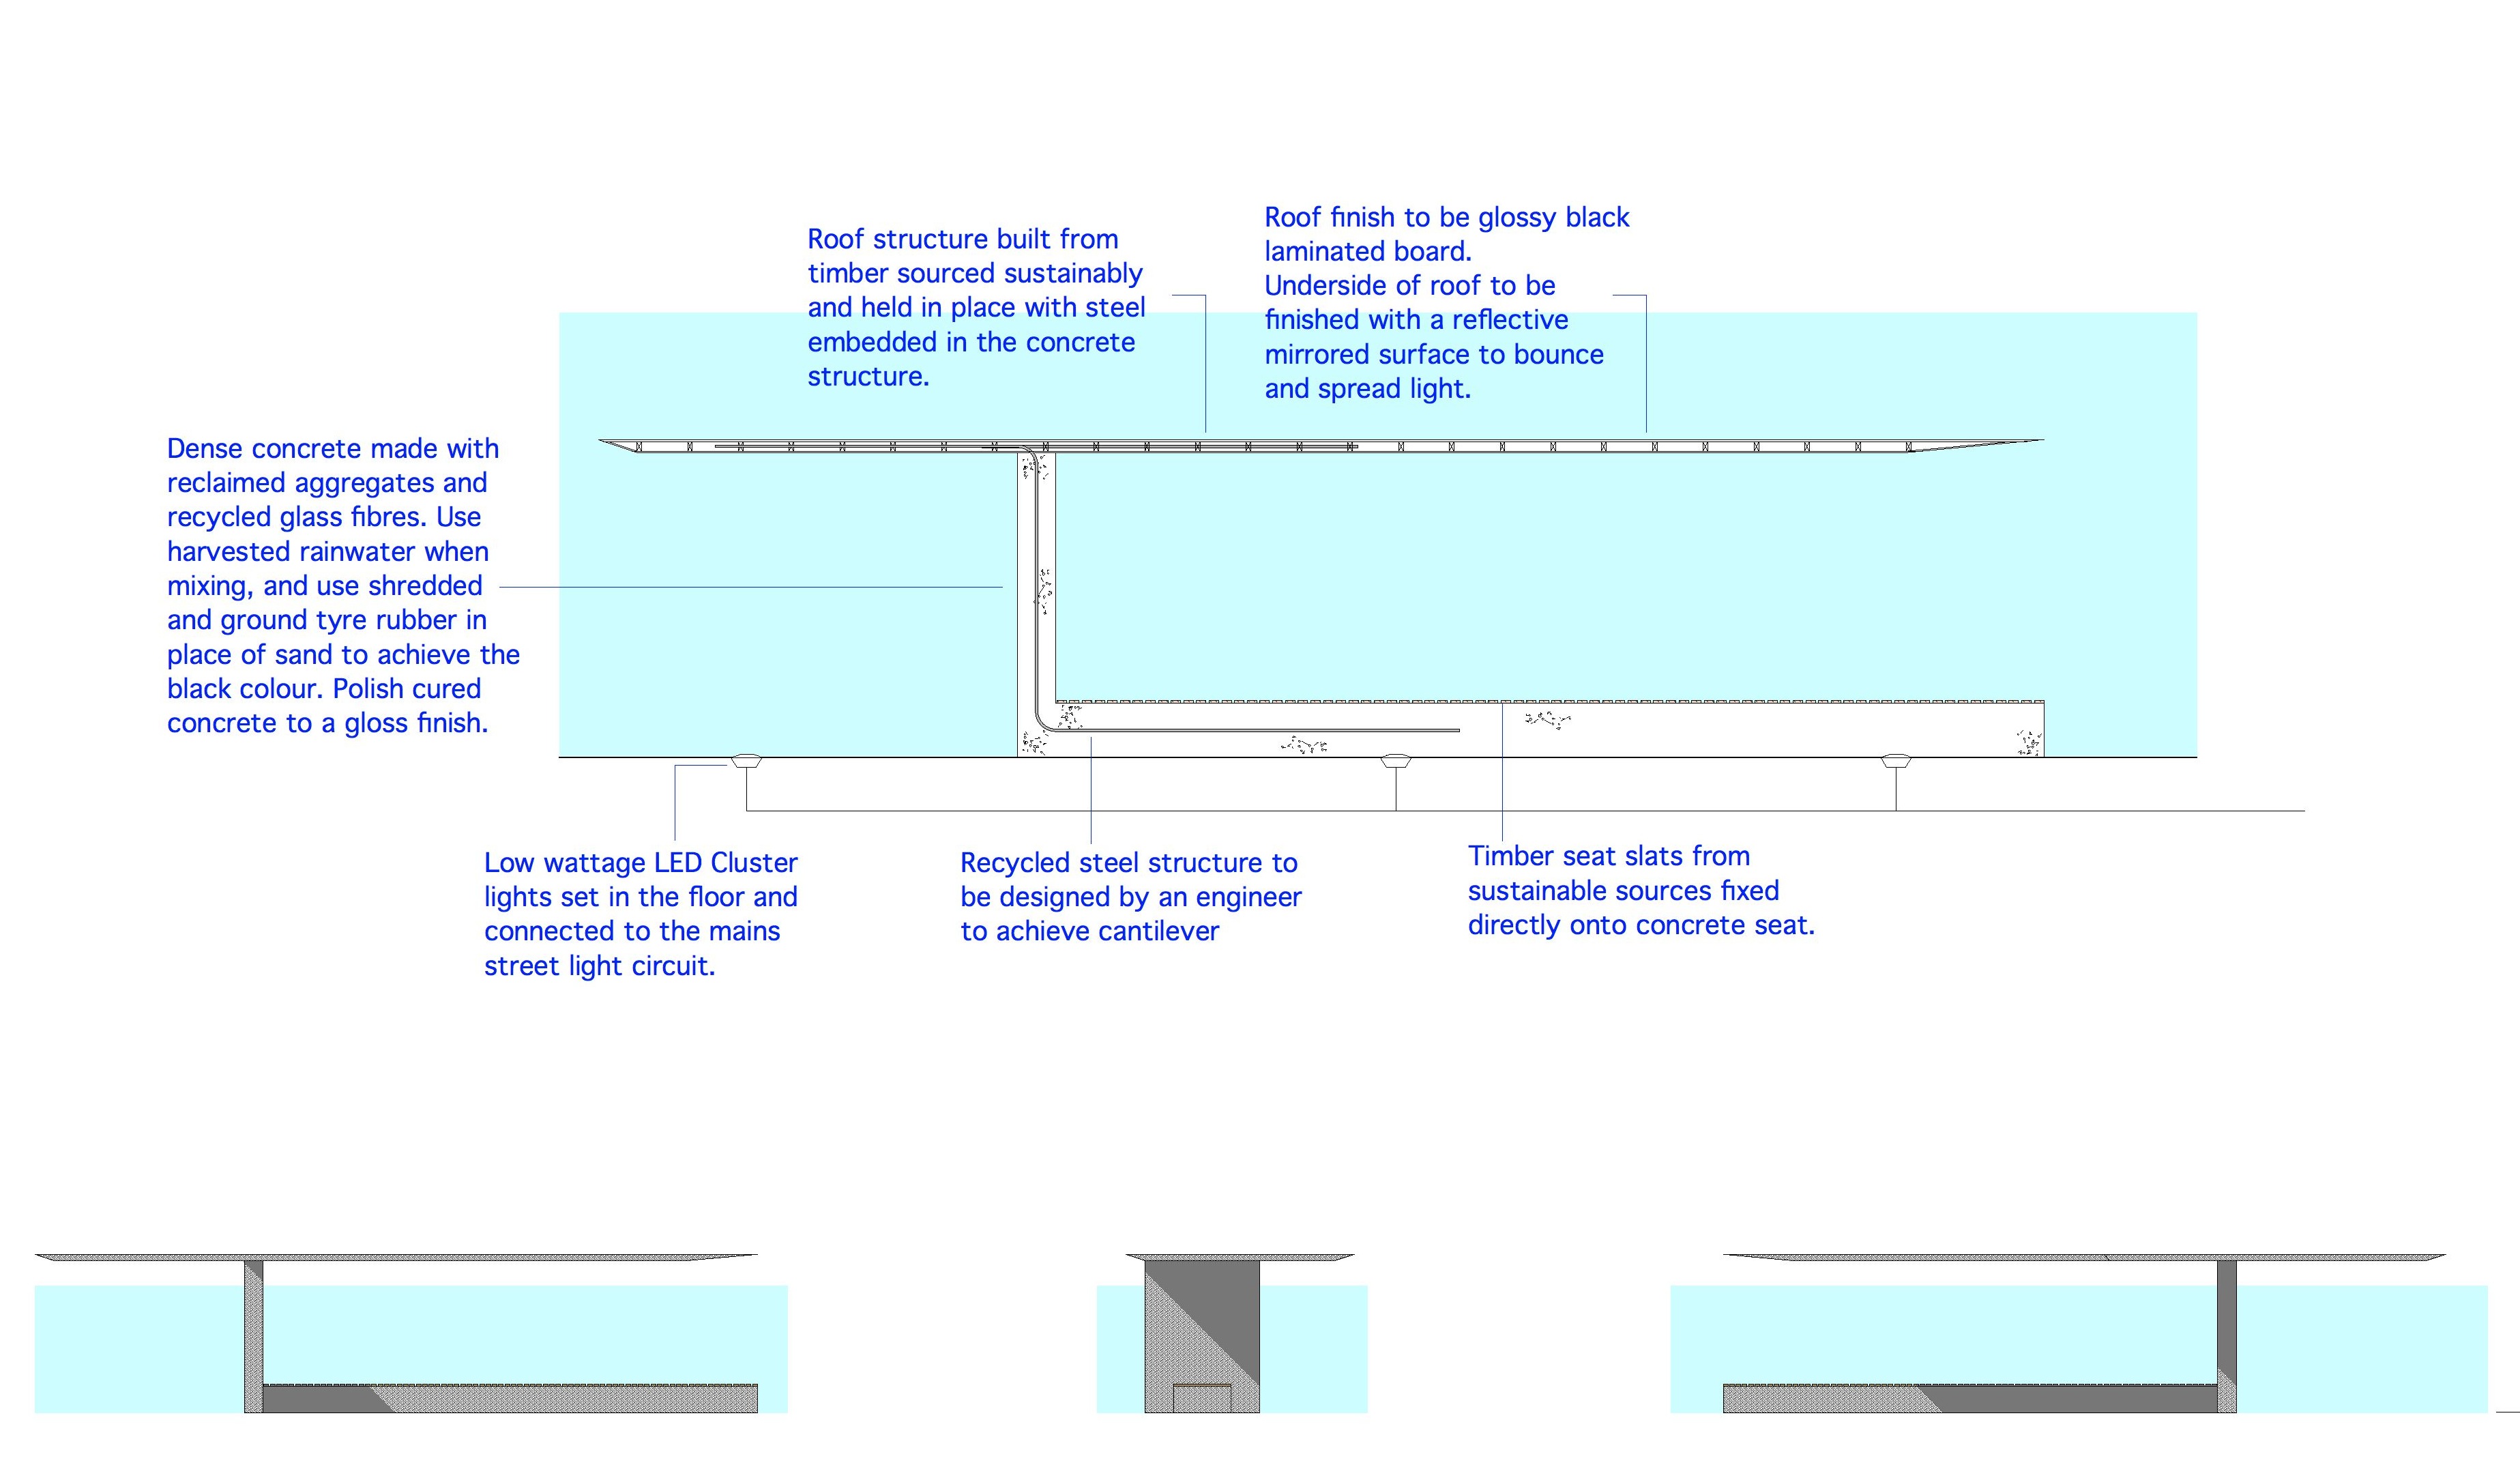 Roof structure built from
timber sourced sustainably
and held in place with steel
embedded in the concrete
structure.
Roof finish to be glossy black
laminated board.
Underside of roof to be
finished with a reflective
mirrored surface to bounce
and spread light.
Dense concrete made with
reclaimed aggregates and
recycled glass fibres. Use
harvested rainwater when
mixing, and use shredded
and ground tyre rubber in
place of sand to achieve the
black colour. Polish cured
concrete to a gloss finish.
Low wattage LED Cluster
lights set in the floor and
connected to the mains
street light circuit.
Recycled steel structure to
be designed by an engineer
to achieve cantilever
Timber seat slats from
sustainable sources fixed
directly onto concrete seat.